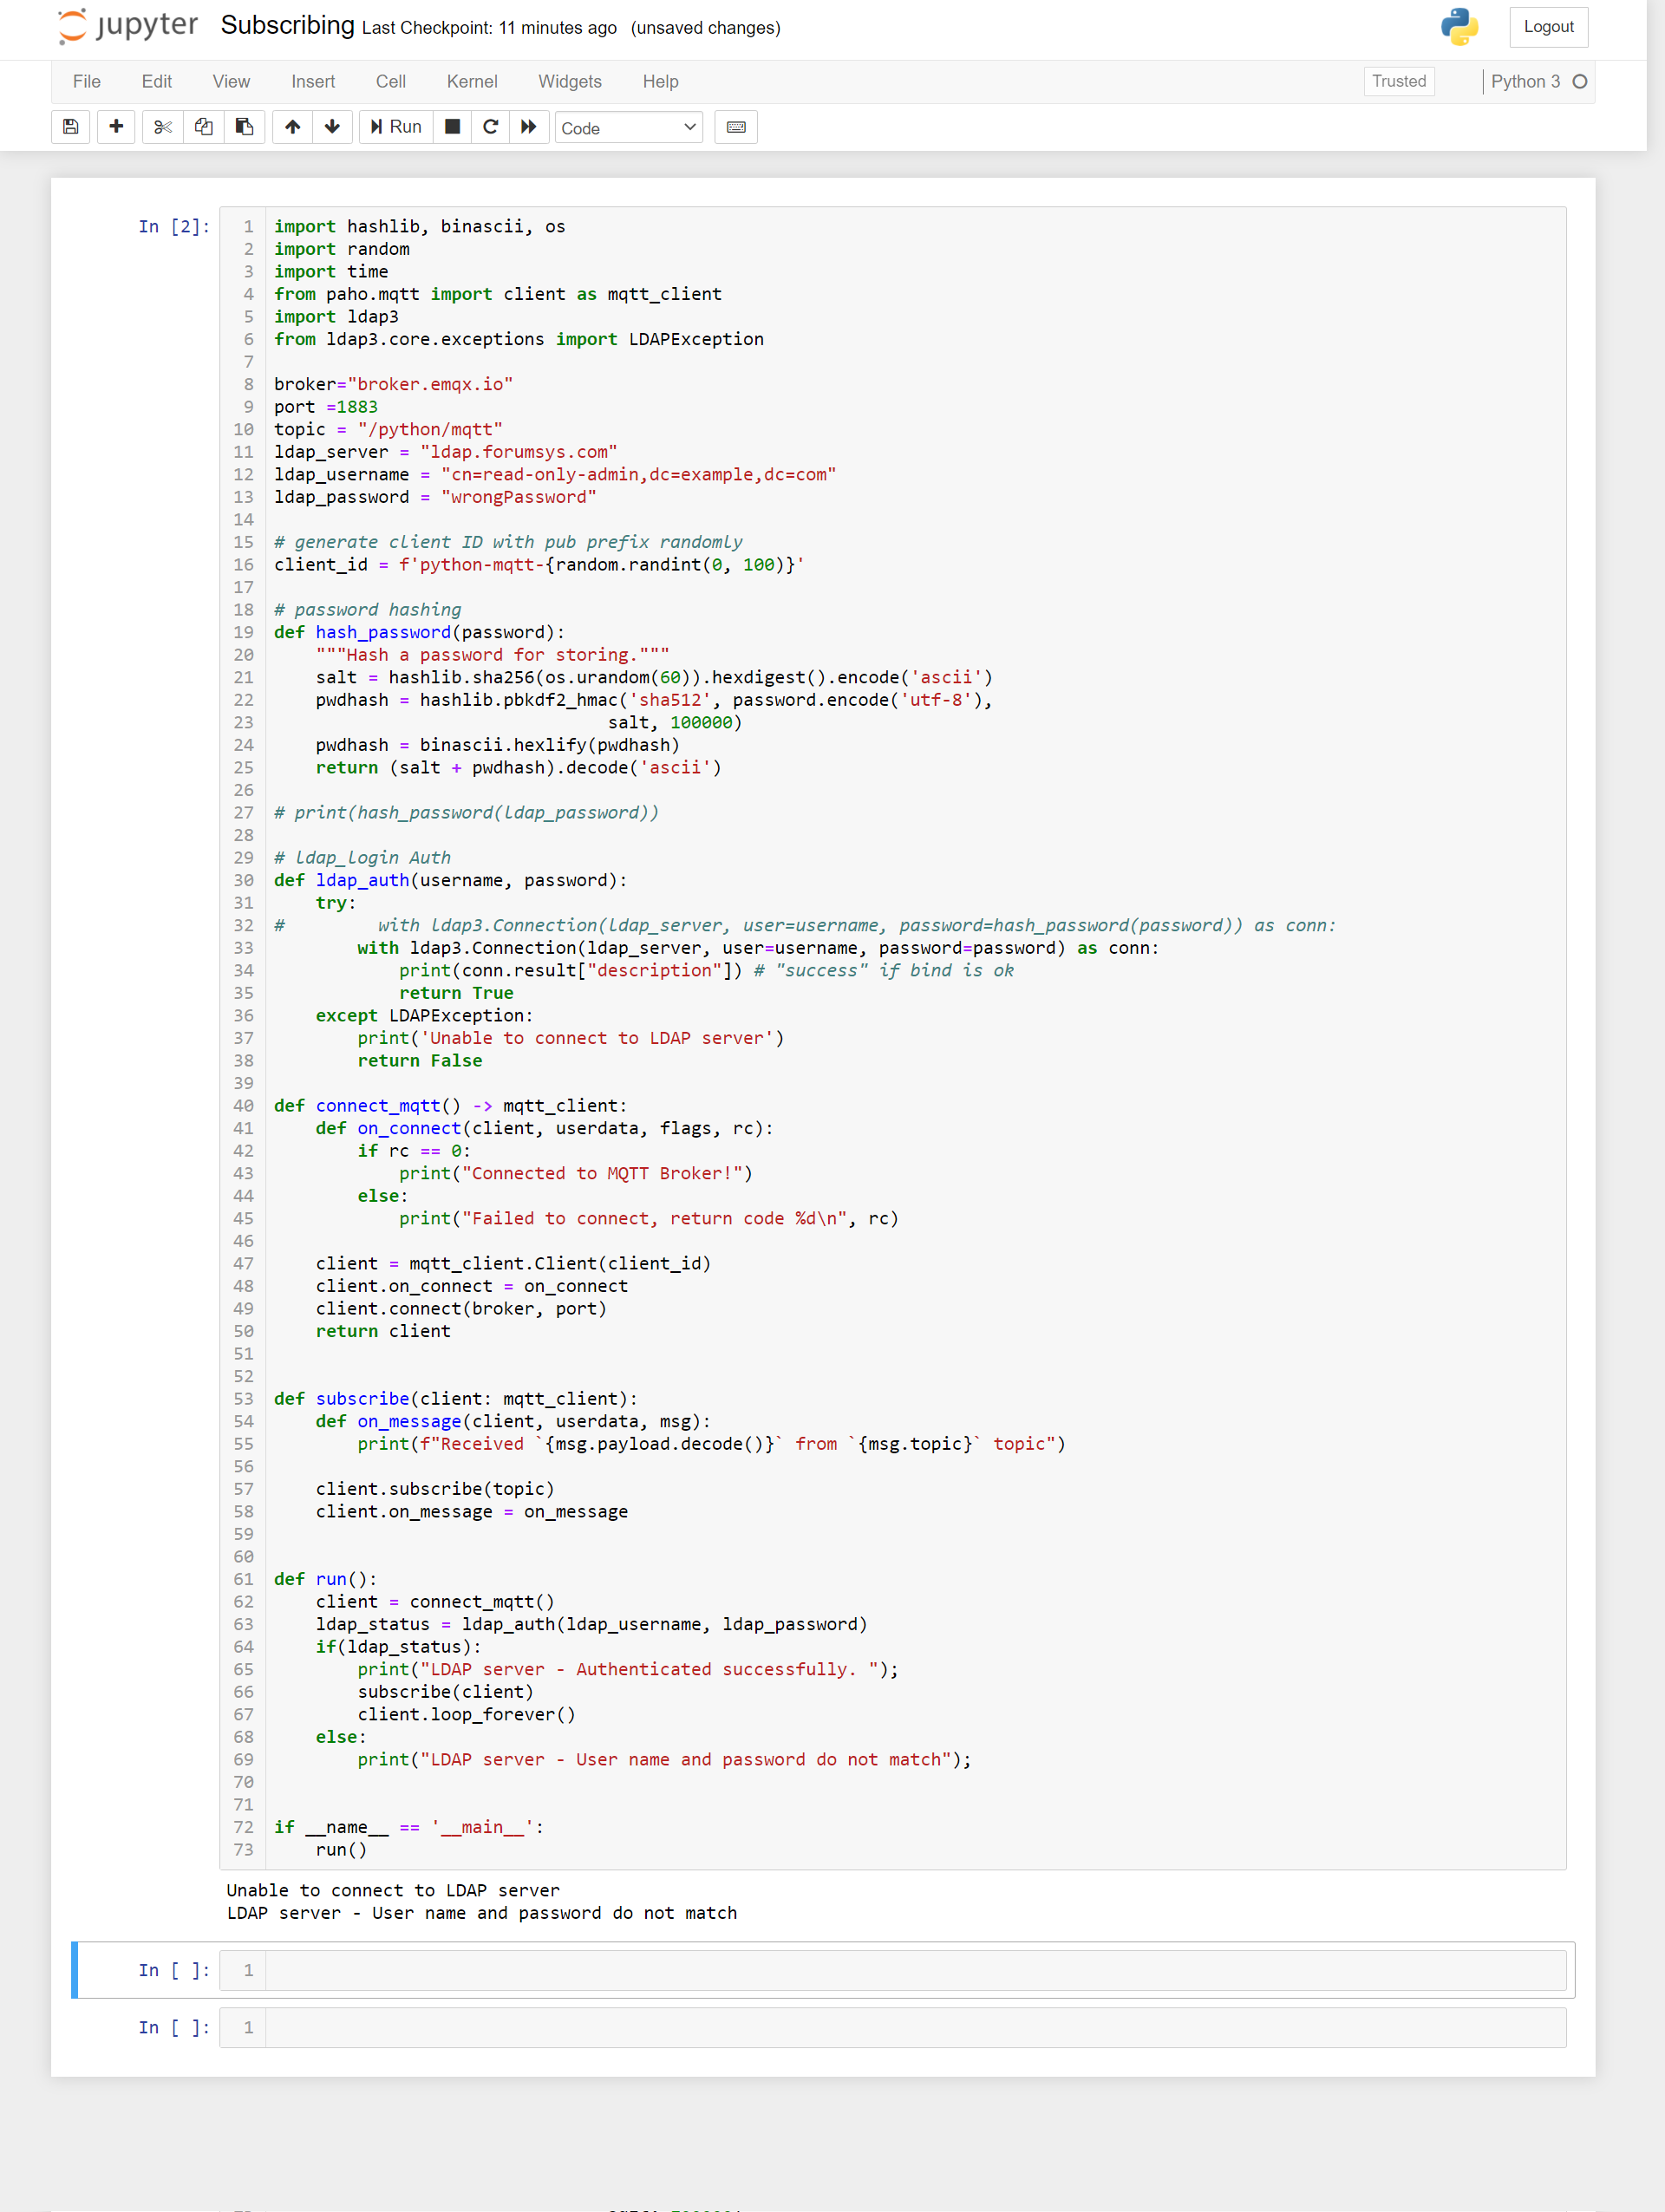 jupyter Subscribing Last Checkpoint: 11 minutes ago (unsaved changes) Logout
File Edit View Insert Cell Kernel Widgets Help Trusted Python 3
Run Code
In [2]:
1 import hashlib, binascii, os
2 import random
3 import time
4 from paho.mqtt import client as mqtt_client
5 import ldap3
6 from ldap3.core.exceptions import LDAPException
7
8 broker="broker.emqx.io"
9 port =1883
10 topic = "/python/mqtt"
11 ldap_server = "ldap.forumsys.com"
12 ldap_username = "cn=read-only-admin,dc=example,dc=com"
13 ldap_password = "wrongPassword"
14
15 # generate client ID with pub prefix randomly
16 client_id = f'python-mqtt-{random.randint(0, 100)}'
17
18 # password hashing
19 def hash_password(password):
20     """Hash a password for storing."""
21     salt = hashlib.sha256(os.urandom(60)).hexdigest().encode('ascii')
22     pwdhash = hashlib.pbkdf2_hmac('sha512', password.encode('utf-8'),
23                                 salt, 100000)
24     pwdhash = binascii.hexlify(pwdhash)
25     return (salt + pwdhash).decode('ascii')
26
27 # print(hash_password(ldap_password))
28
29 # ldap_login Auth
30 def ldap_auth(username, password):
31     try:
32 #         with ldap3.Connection(ldap_server, user=username, password=hash_password(password)) as conn:
33         with ldap3.Connection(ldap_server, user=username, password=password) as conn:
34             print(conn.result["description"]) # "success" if bind is ok
35             return True
36     except LDAPException:
37         print('Unable to connect to LDAP server')
38         return False
39
40 def connect_mqtt() -> mqtt_client:
41     def on_connect(client, userdata, flags, rc):
42         if rc == 0:
43             print("Connected to MQTT Broker!")
44         else:
45             print("Failed to connect, return code %d\n", rc)
46
47     client = mqtt_client.Client(client_id)
48     client.on_connect = on_connect
49     client.connect(broker, port)
50     return client
51
52
53 def subscribe(client: mqtt_client):
54     def on_message(client, userdata, msg):
55         print(f"Received `{msg.payload.decode()}` from `{msg.topic}` topic")
56
57     client.subscribe(topic)
58     client.on_message = on_message
59
60
61 def run():
62     client = connect_mqtt()
63     ldap_status = ldap_auth(ldap_username, ldap_password)
64     if(ldap_status):
65         print("LDAP server - Authenticated successfully. ");
66         subscribe(client)
67         client.loop_forever()
68     else:
69         print("LDAP server - User name and password do not match");
70
71
72 if __name__ == '__main__':
73     run()
Unable to connect to LDAP server
LDAP server - User name and password do not match
In [ ]: 1
In [ ]: 1